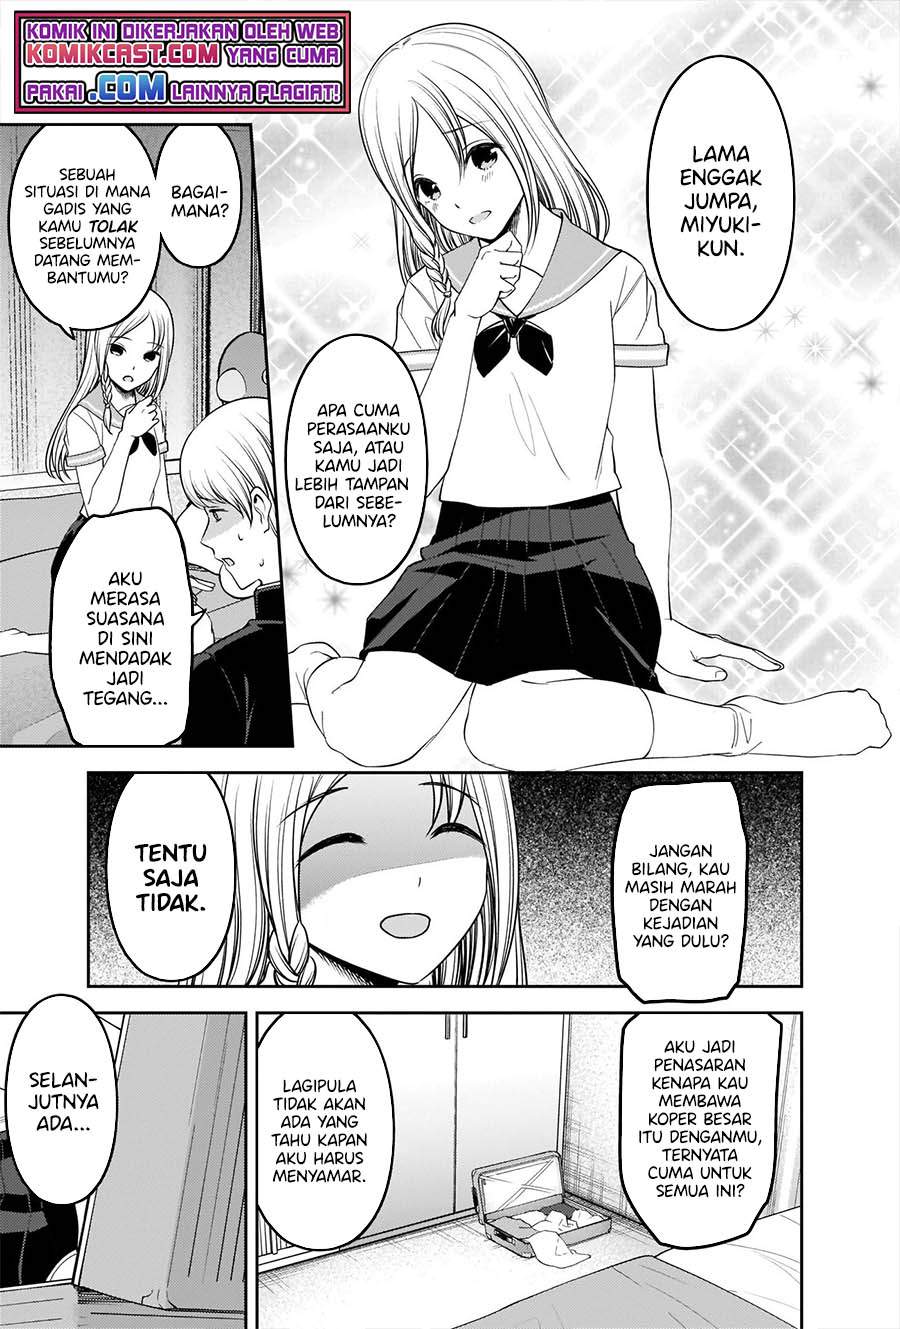 KOMIK INI DIKERJAKAN OLEH WEB
KOMIKCAST.COM YANG CUMA
PAKAI .COM LAINNYA PLAGIAT!
LAMA
ENGGAK
JUMPA,
MIYUKI-
KUN.
APA CUMA
PERASAANKU
SAJA, ATAU
KAMU JADI
LEBIH TAMPAN
DARI SEBE-
LUMNYA?
BAGAI-
MANA?
SEBUAH
SITUASI DI MANA
GADIS YANG
KAMU TOLAK
SEBELUMNYA
DATANG MEM-
BANTUMU?
AKU
MERASA
SUASANA
DI SINI
MENDADAK
JADI
TEGANG...
JANGAN
BILANG, KAU
MASIH MARAH
DENGAN
KEJADIAN
YANG DULU?
TENTU
SAJA
TIDAK.
AKU JADI
PENASARAN
KENAPA KAU
MEMBAWA
KOPER BESAR
ITU DENGANMU,
TERNYATA
CUMA UNTUK
SEMUA INI?
LAGIPULA
TIDAK AKAN
ADA YANG
TAHU KAPAN
AKU HARUS
MENYAMAR.
SELAN-
JUTNYA
ADA...